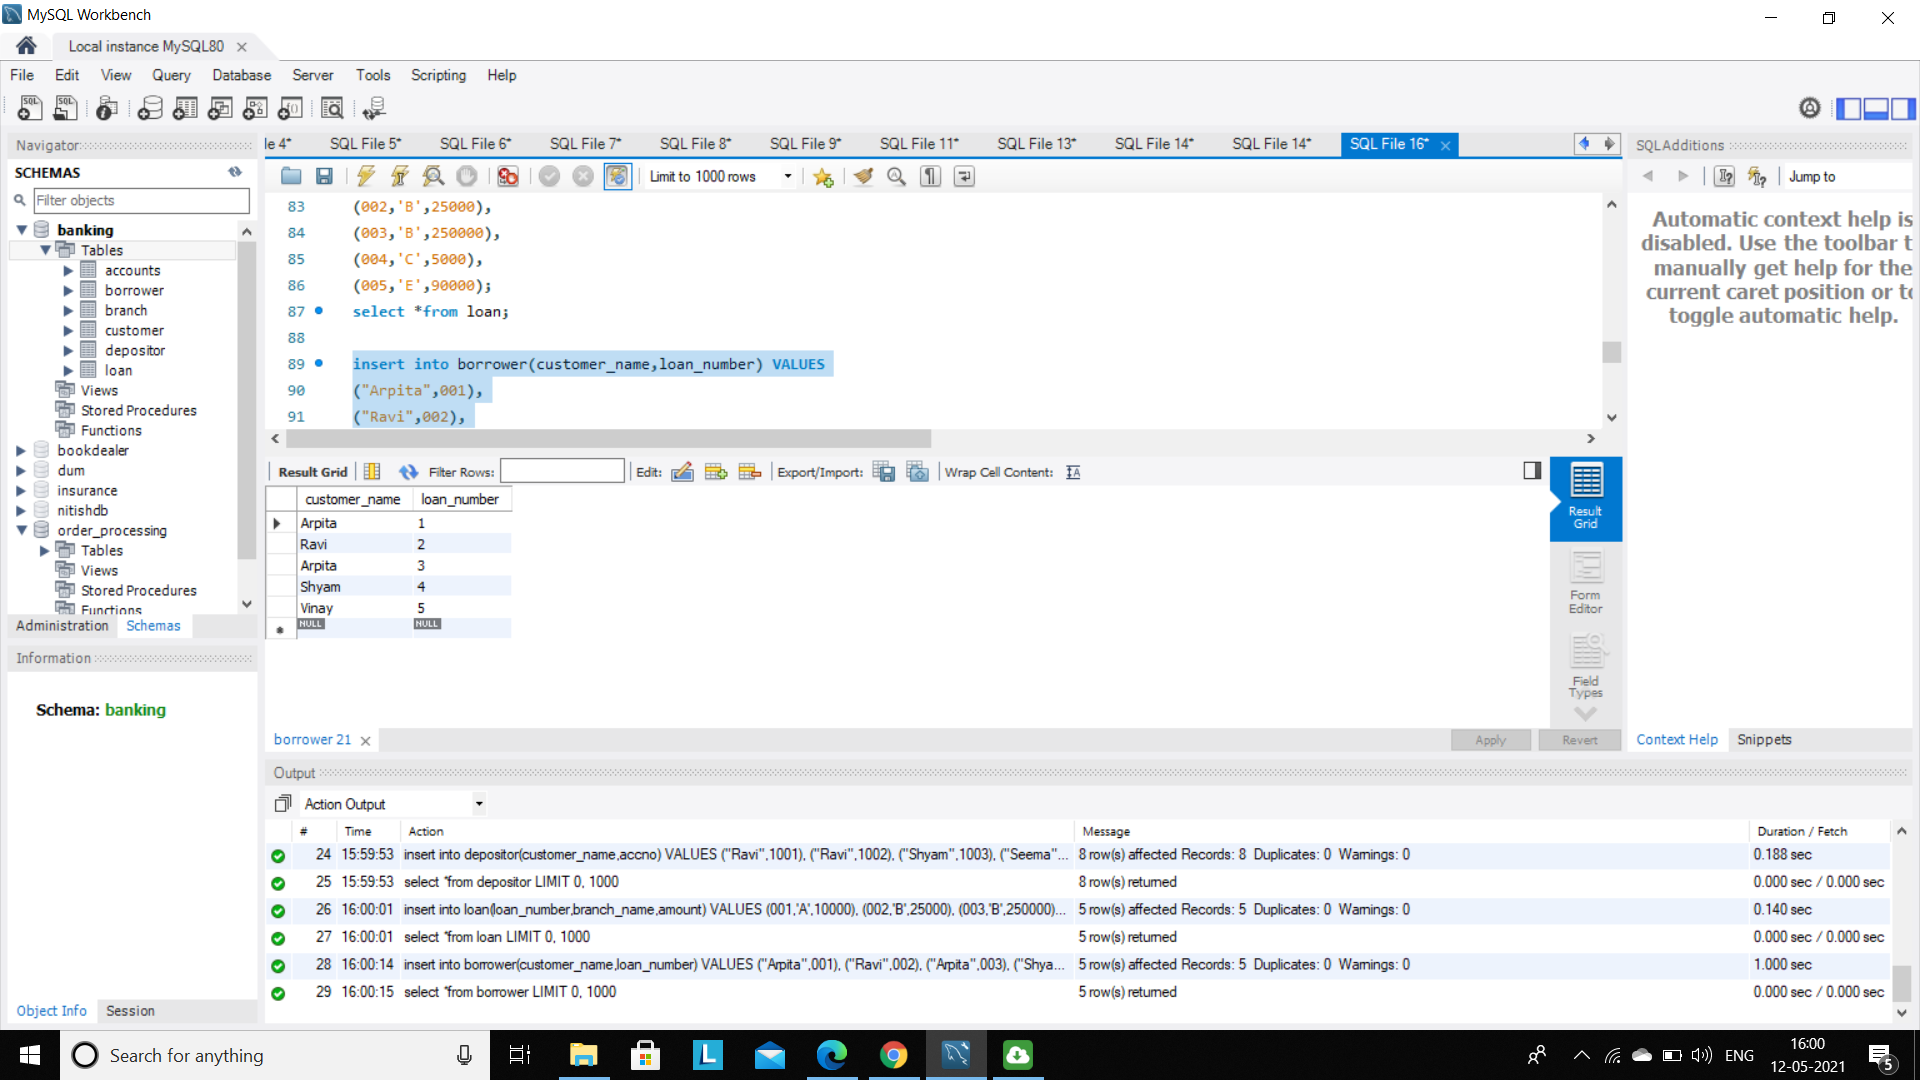 MySQL Workbench
Local instance MySQL80
File Edit View Query Database Server Tools Scripting Help
Navigator
SCHEMAS
Filter objects
banking
Tables
accounts
borrower
branch
customer
depositor
loan
Views
Stored Procedures
Functions
bookdealer
dum
insurance
nitishdb
order_processing
Tables
Views
Stored Procedures
Functions
Administration Schemas
Information
Schema: banking
Object Info Session
le 4* SQL File 5* SQL File 6* SQL File 7* SQL File 8* SQL File 9* SQL File 11* SQL File 13* SQL File 14* SQL File 14* SQL File 16*
Limit to 1000 rows
83 (002,'B',25000),
84 (003,'B',250000),
85 (004,'C',5000),
86 (005,'E',90000);
87 select *from loan;
88
89 insert into borrower(customer_name,loan_number) VALUES
90 ("Arpita",001),
91 ("Ravi",002),
Result Grid Filter Rows: Edit: Export/Import: Wrap Cell Content:
customer_name loan_number
Arpita 1
Ravi 2
Arpita 3
Shyam 4
Vinay 5
NULL NULL
Result Grid
Form Editor
Field Types
borrower 21 Apply Revert
SQLAdditions
Jump to
Automatic context help is
disabled. Use the toolbar t
manually get help for the
current caret position or to
toggle automatic help.
Context Help Snippets
Output
Action Output
# Time Action Message Duration / Fetch
24 15:59:53 insert into depositor(customer_name,accno) VALUES ("Ravi",1001), ("Ravi",1002), ("Shyam",1003), ("Seema"... 8 row(s) affected Records: 8 Duplicates: 0 Warnings: 0 0.188 sec
25 15:59:53 select *from depositor LIMIT 0, 1000 8 row(s) returned 0.000 sec / 0.000 sec
26 16:00:01 insert into loan(loan_number,branch_name,amount) VALUES (001,'A',10000), (002,'B',25000), (003,'B',250000)... 5 row(s) affected Records: 5 Duplicates: 0 Warnings: 0 0.140 sec
27 16:00:01 select *from loan LIMIT 0, 1000 5 row(s) returned 0.000 sec / 0.000 sec
28 16:00:14 insert into borrower(customer_name,loan_number) VALUES ("Arpita",001), ("Ravi",002), ("Arpita",003), ("Shya... 5 row(s) affected Records: 5 Duplicates: 0 Warnings: 0 1.000 sec
29 16:00:15 select *from borrower LIMIT 0, 1000 5 row(s) returned 0.000 sec / 0.000 sec
Search for anything
L
ENG
16:00
12-05-2021
5